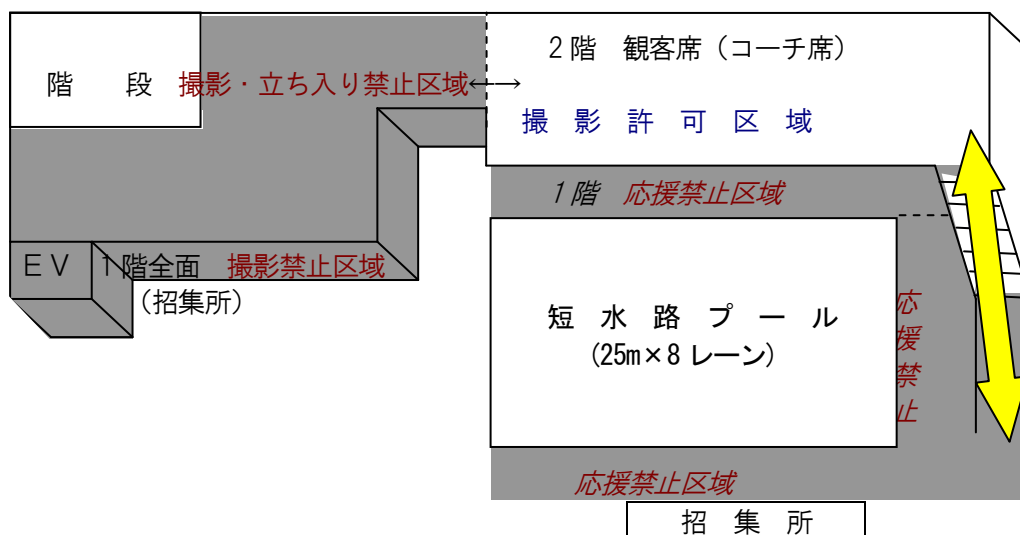 2階 観客席（コーチ席）
階 段 撮影・立ち入り禁止区域←→
撮 影 許 可 区 域
1階 応援禁止区域
EV 1階全面 撮影禁止区域
（招集所）
短 水 路 プ ー ル
(25m×8 レーン)
応援禁止
応援禁止区域
招 集 所